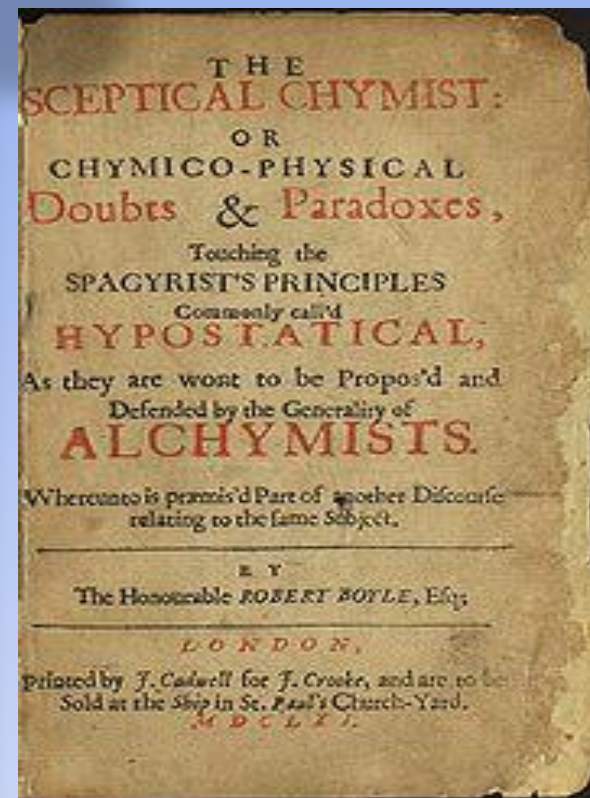 THE
SCEPTICAL CHYMIST:
OR
CHYMICO-PHYSICAL
Doubts & Paradoxes,
Touching the
SPAGYRIST'S PRINCIPLES
Commonly call'd
HYPOSTATICAL,
As they are wont to be Propos'd and
Defended by the Generality of
ALCHYMISTS.
Whereunto is præmis'd Part of another Discourse
relating to the same Subject.
BY
The Honourable ROBERT BOYLE, Esq;
LONDON,
Printed by J. Cadwell for J. Crooke, and are to be
Sold at the Ship in St. Paul's Church-Yard.
MDCLXI.